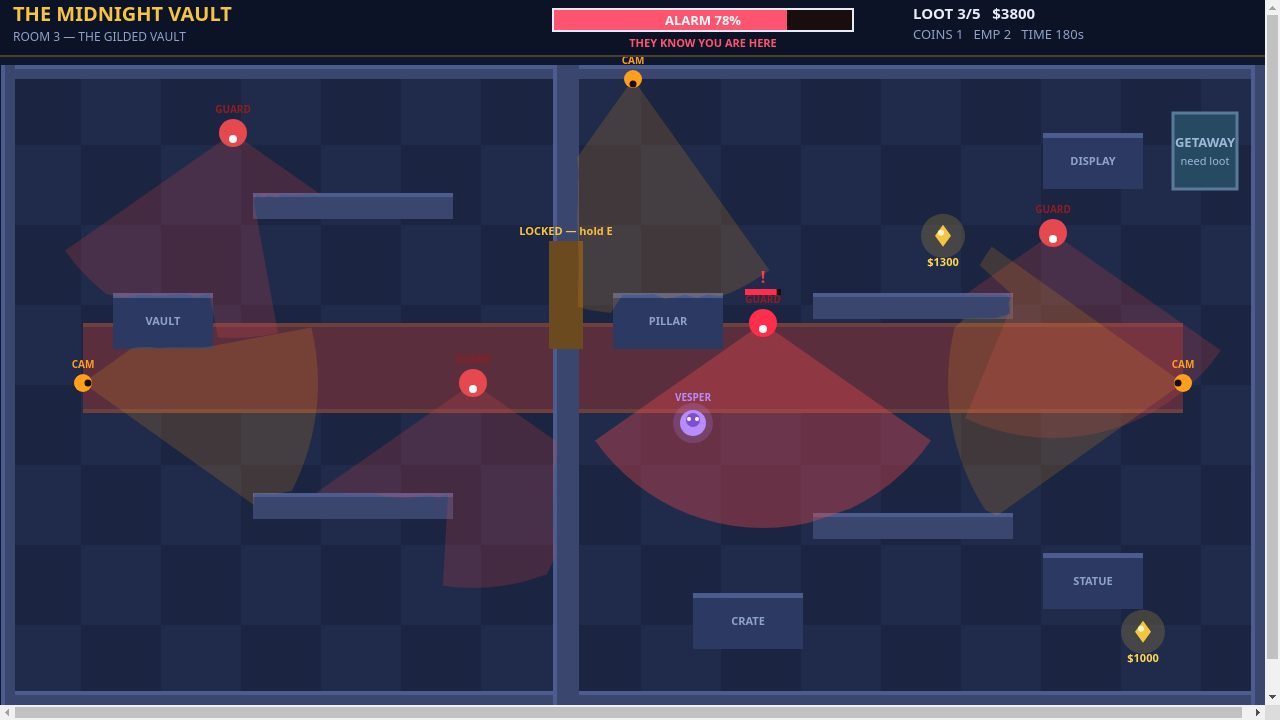 THE MIDNIGHT VAULT
ROOM 3 — THE GILDED VAULT
ALARM 78%
THEY KNOW YOU ARE HERE
LOOT 3/5 $3800
COINS 1 EMP 2 TIME 180s
CAM
GUARD
GETAWAY
need loot
DISPLAY
GUARD
LOCKED — hold E
$1300
!
GUARD
VAULT
PILLAR
CAM
GUARD
CAM
VESPER
STATUE
CRATE
$1000